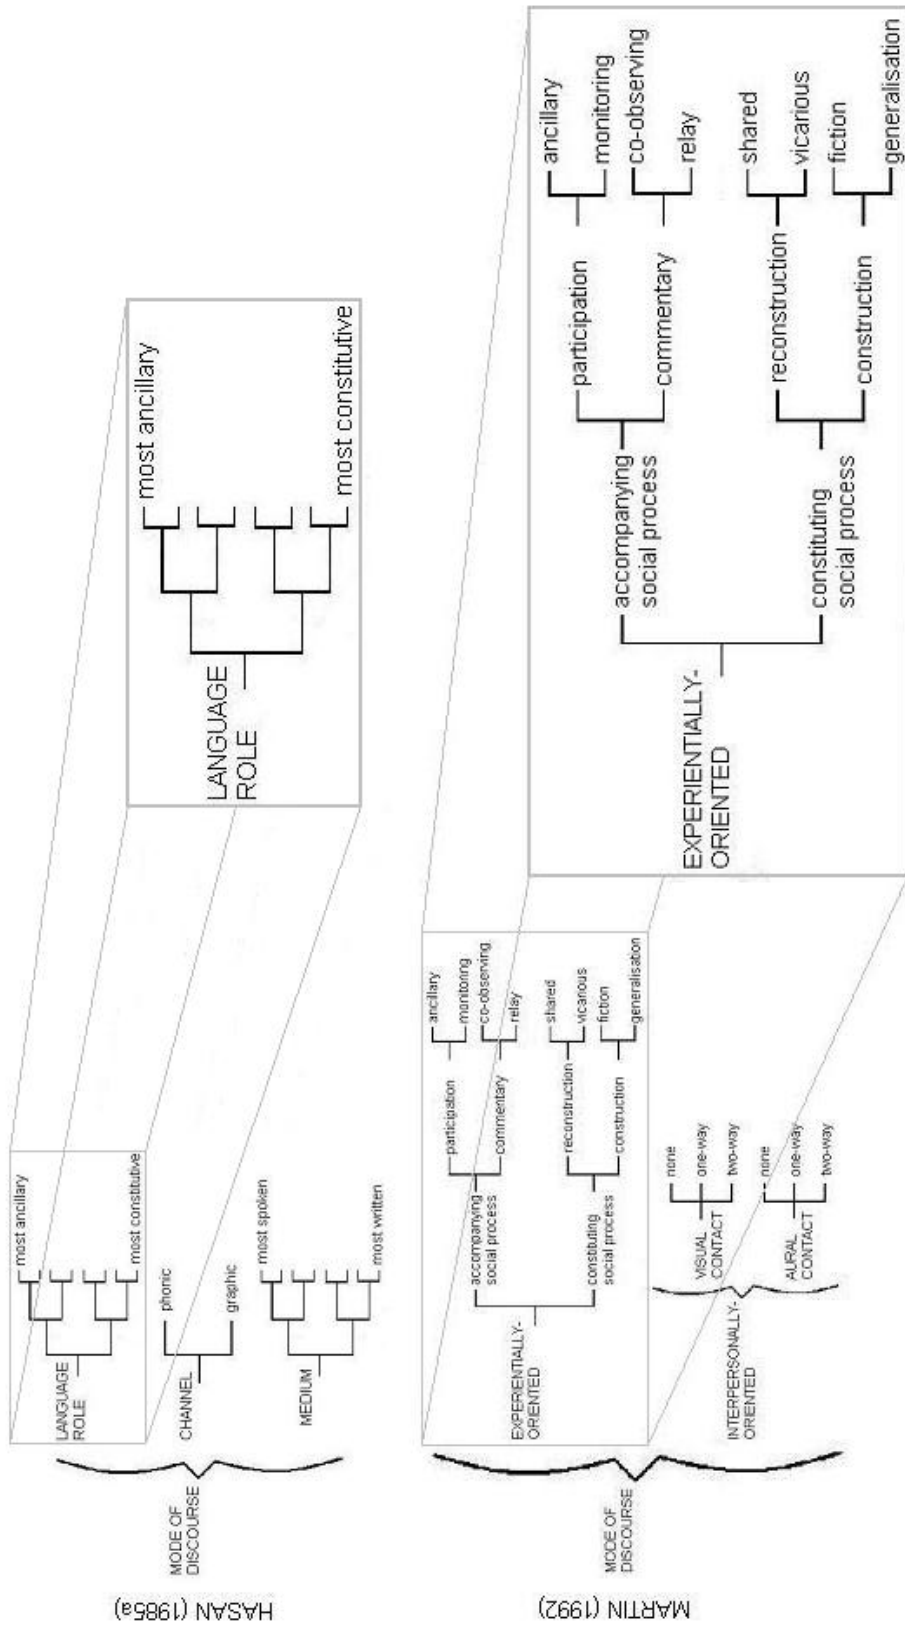 HASAN (1985a)
MODE OF
DISCOURSE
LANGUAGE
ROLE
most ancillary
most constitutive
CHANNEL
phonic
graphic
MEDIUM
most spoken
most written
LANGUAGE
ROLE
most ancillary
most constitutive
MARTIN (1992)
MODE OF
DISCOURSE
EXPERIENTIALLY-
ORIENTED
accompanying
social process
participation
ancillary
monitoring
commentary
co-observing
relay
constituting
social process
reconstruction
shared
vicarious
construction
fiction
generalisation
INTERPERSONALLY-
ORIENTED
VISUAL
CONTACT
none
one-way
two-way
AURAL
CONTACT
none
one-way
two-way
EXPERIENTIALLY-
ORIENTED
accompanying
social process
participation
ancillary
monitoring
commentary
co-observing
relay
constituting
social process
reconstruction
shared
vicarious
construction
fiction
generalisation